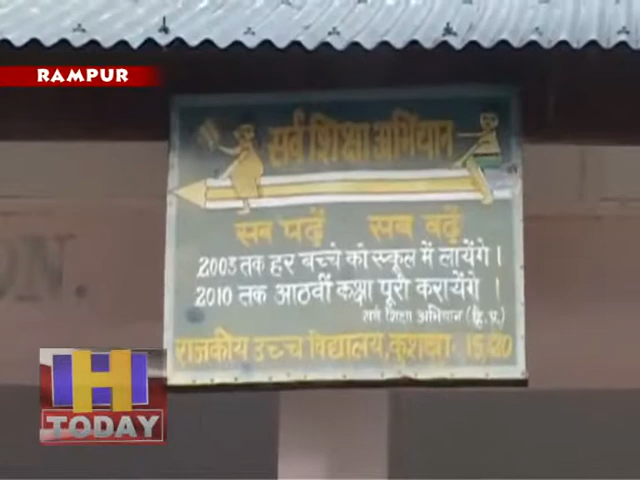 RAMPUR
सर्व शिक्षा अभियान
सब पढ़ें सब बढ़ें
2003 तक हर बच्चे को स्कूल में लायेंगे।
2010 तक आठवीं कक्षा पूरी करायेंगे।
सर्व शिक्षा अभियान (हि.प्र.)
राजकीय उच्च विद्यालय,
ON.
H
TODAY